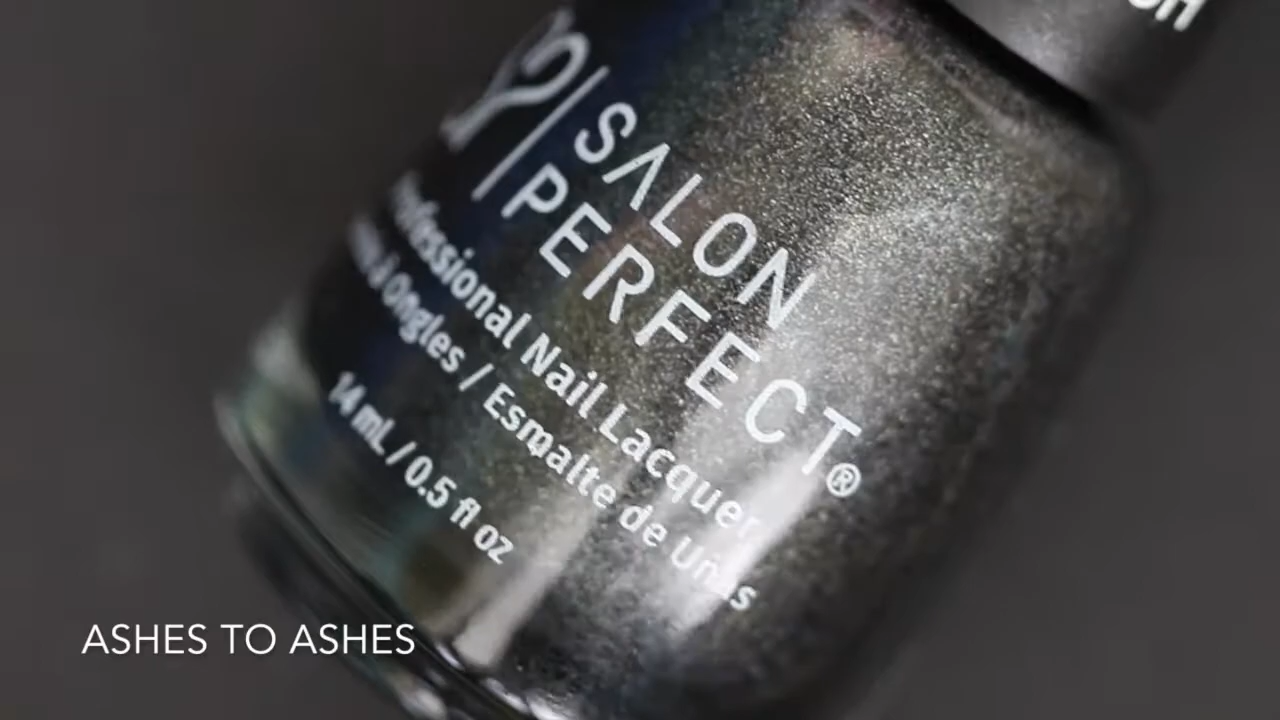 SALON
PERFECT®
Professional Nail Lacquer
à Ongles / Esmalte de Uñas
14 mL / 0.5 fl oz
ASHES TO ASHES